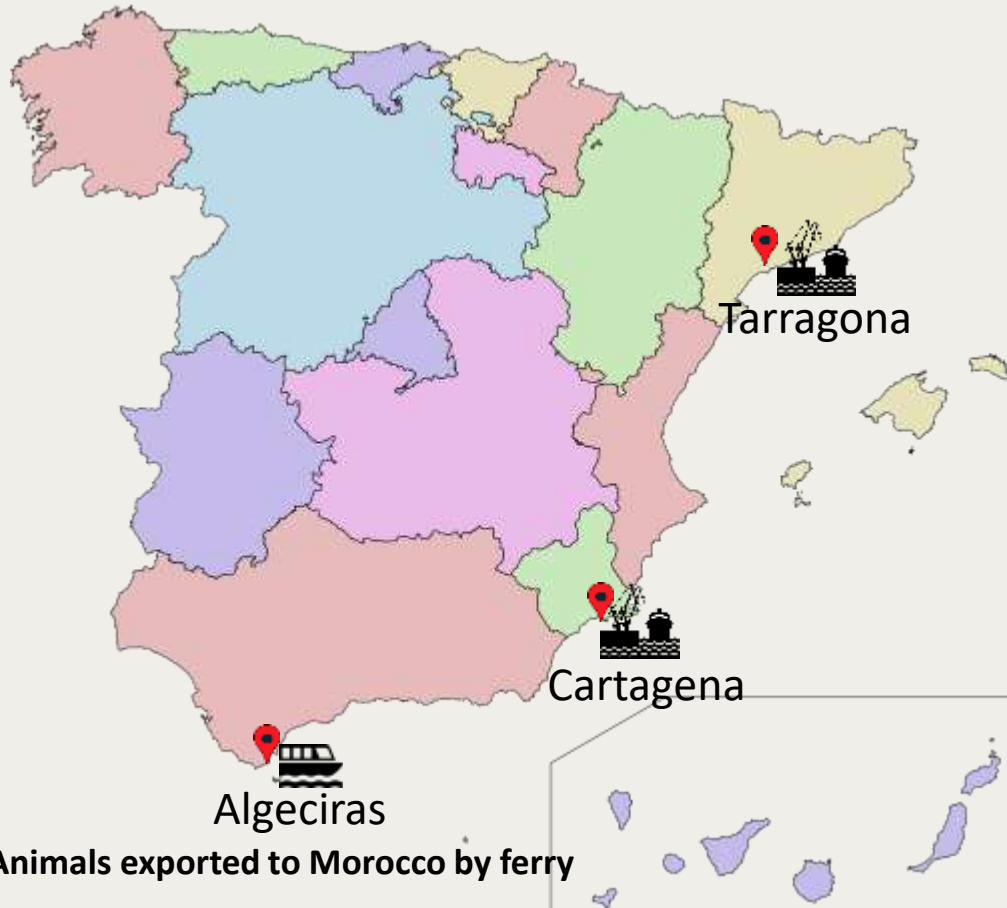 Tarragona
Cartagena
Algeciras
Animals exported to Morocco by ferry